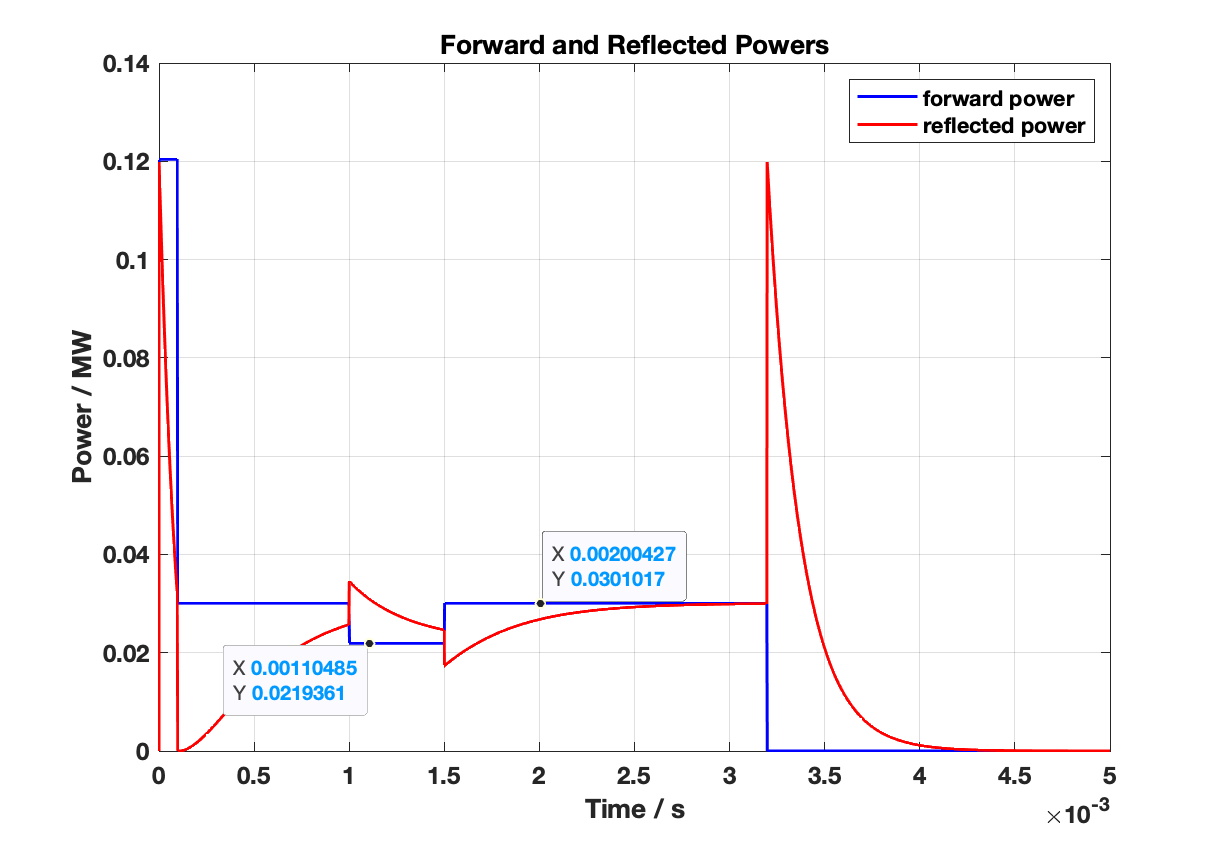 Forward and Reflected Powers
0.14
forward power
reflected power
0.12
0.1
0.08
Power / MW
0.06
0.04
X 0.00200427
Y 0.0301017
0.02
X 0.00110485
Y 0.0219361
0
0 0.5 1 1.5 2 2.5 3 3.5 4 4.5 5
Time / s
×10-3